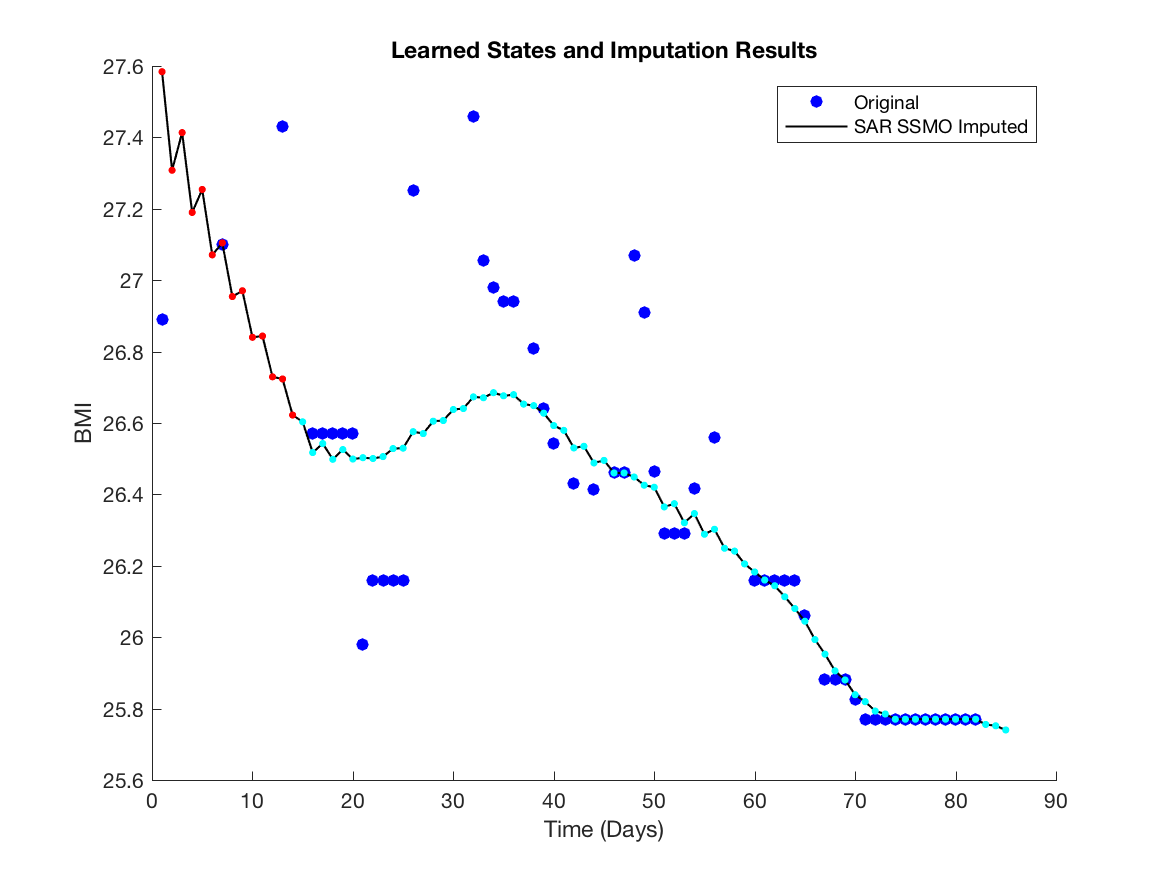 Learned States and Imputation Results
Original
SAR SSMO Imputed
BMI
27.6
27.4
27.2
27
26.8
26.6
26.4
26.2
26
25.8
25.6
0 10 20 30 40 50 60 70 80 90
Time (Days)